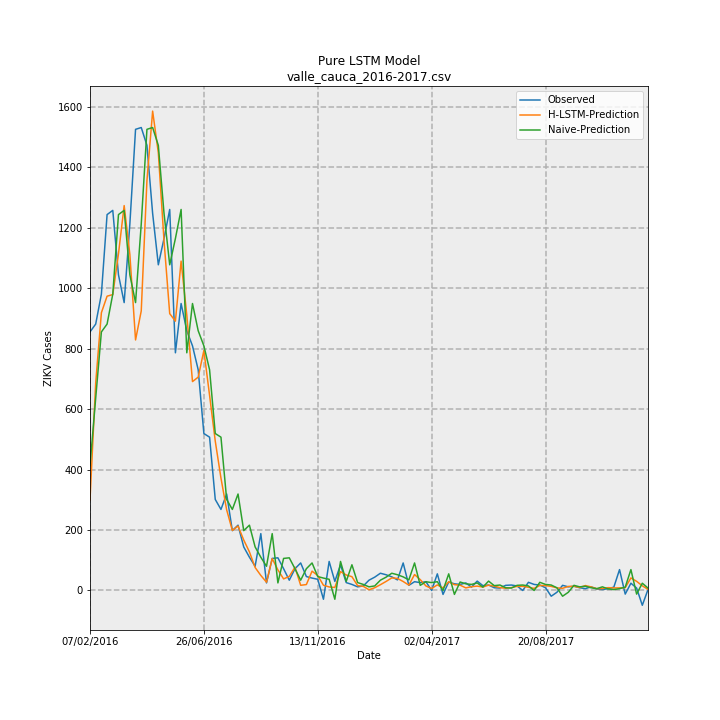 Pure LSTM Model
valle_cauca_2016-2017.csv
Observed
H-LSTM-Prediction
Naive-Prediction
ZIKV Cases
1600
1400
1200
1000
800
600
400
200
0
07/02/2016 26/06/2016 13/11/2016 02/04/2017 20/08/2017
Date